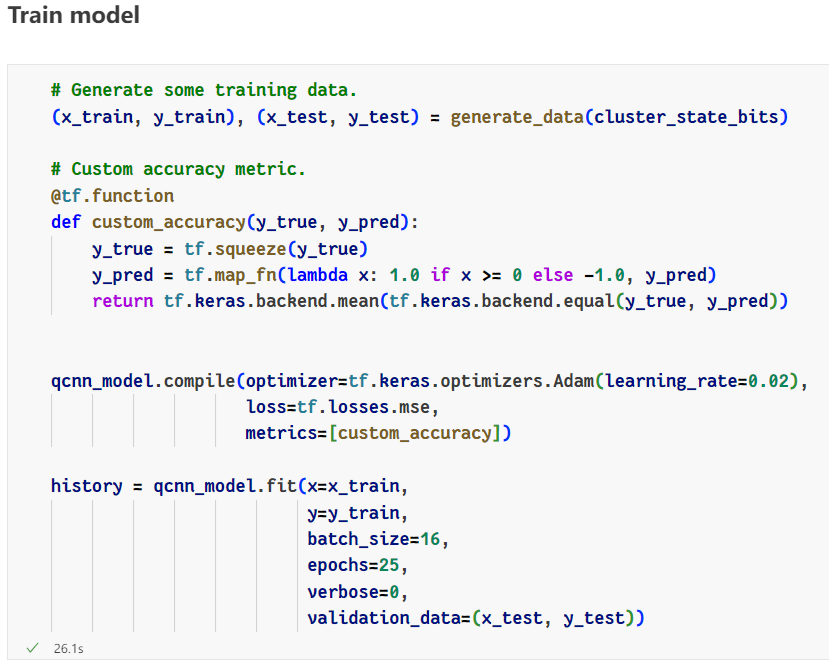 Train model
# Generate some training data.
(x_train, y_train), (x_test, y_test) = generate_data(cluster_state_bits)
# Custom accuracy metric.
@tf.function
def custom_accuracy(y_true, y_pred):
    y_true = tf.squeeze(y_true)
    y_pred = tf.map_fn(lambda x: 1.0 if x >= 0 else -1.0, y_pred)
    return tf.keras.backend.mean(tf.keras.backend.equal(y_true, y_pred))
qcnn_model.compile(optimizer=tf.keras.optimizers.Adam(learning_rate=0.02),
                   loss=tf.losses.mse,
                   metrics=[custom_accuracy])
history = qcnn_model.fit(x=x_train,
                         y=y_train,
                         batch_size=16,
                         epochs=25,
                         verbose=0,
                         validation_data=(x_test, y_test))
✓ 26.1s